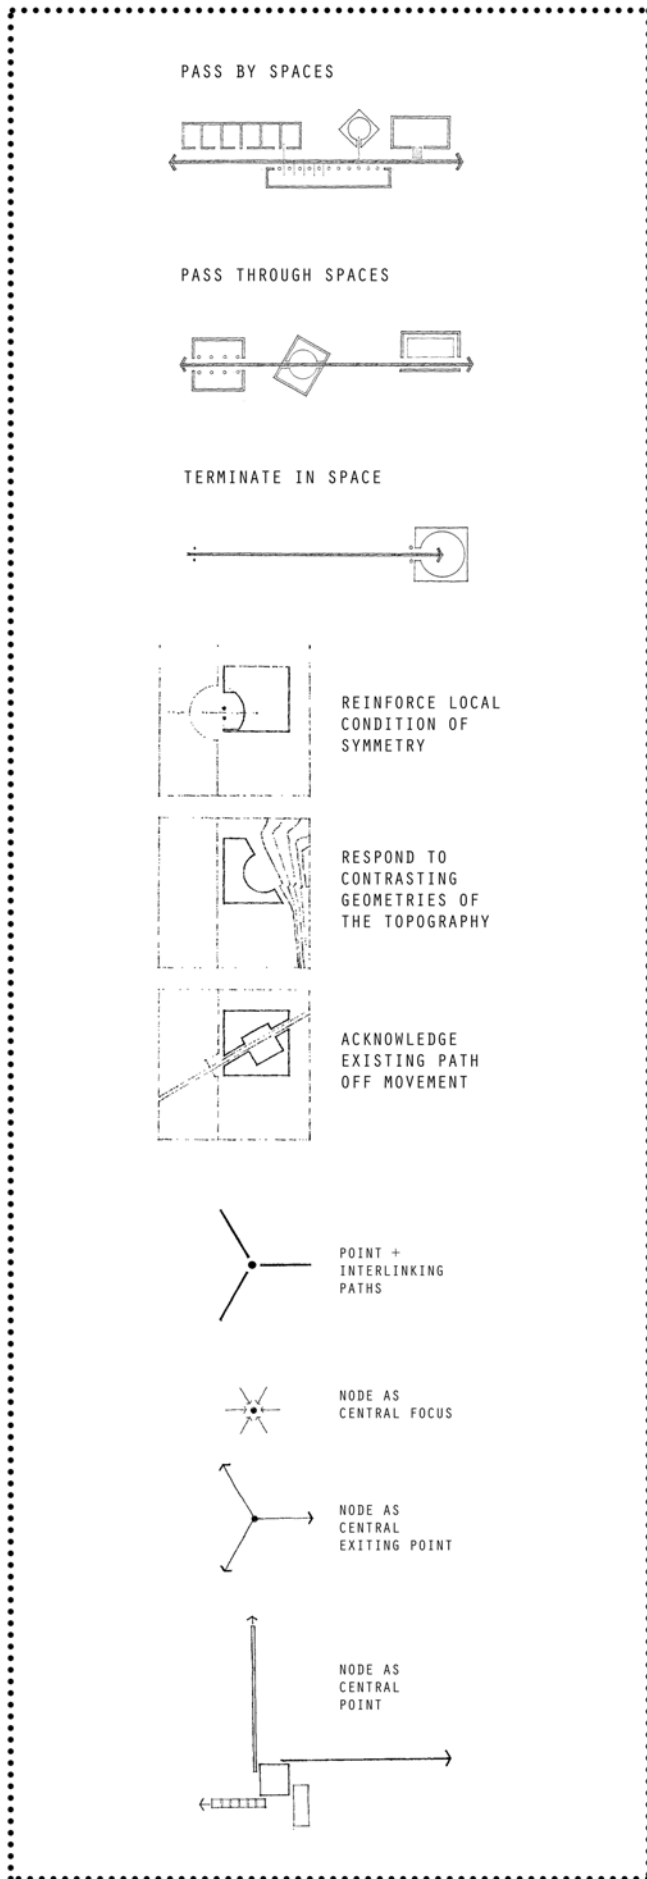 PASS BY SPACES
PASS THROUGH SPACES
TERMINATE IN SPACE
REINFORCE LOCAL
CONDITION OF
SYMMETRY
RESPOND TO
CONTRASTING
GEOMETRIES OF
THE TOPOGRAPHY
ACKNOWLEDGE
EXISTING PATH
OFF MOVEMENT
POINT +
INTERLINKING
PATHS
NODE AS
CENTRAL FOCUS
NODE AS
CENTRAL
EXITING POINT
NODE AS
CENTRAL
POINT